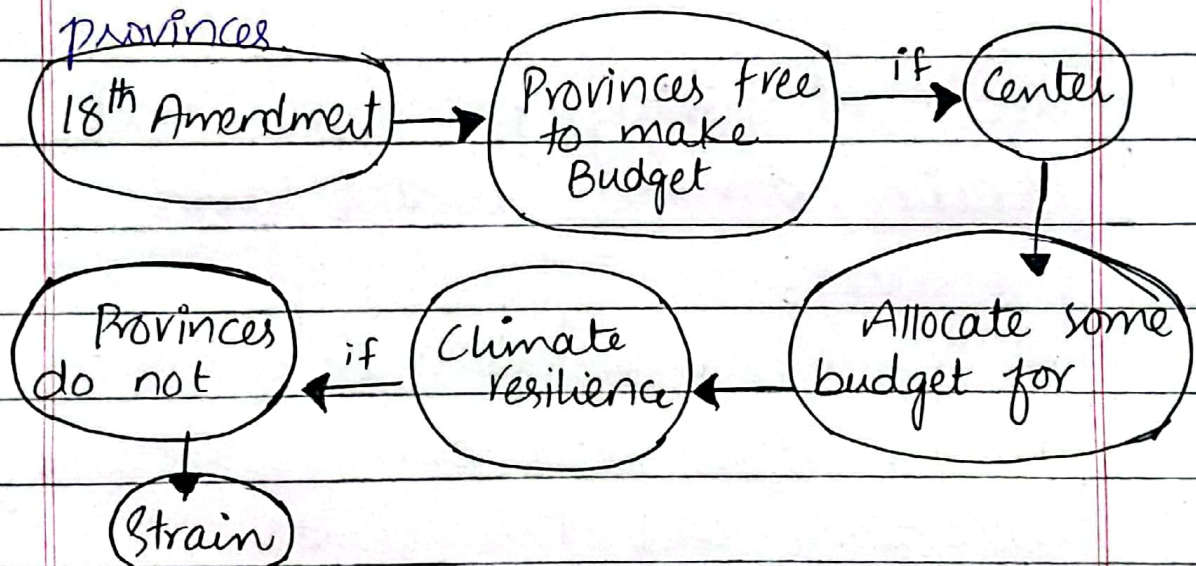 provinces
18th Amendment
Provinces free
to make
Budget
if
Center
Allocate some
budget for
Climate
resilience
if
Provinces
do not
Strain